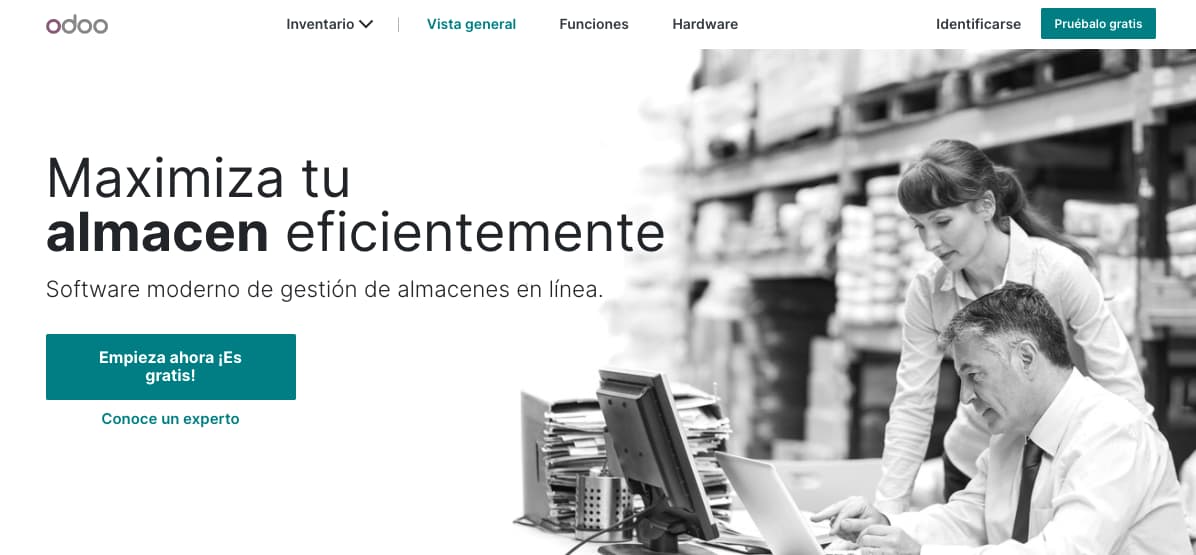 odoo
Inventario
Vista general
Funciones
Hardware
Identificarse
Pruébalo gratis
Maximiza tu
almacen eficientemente
Software moderno de gestión de almacenes en línea.
Empieza ahora ¡Es
gratis!
Conoce un experto